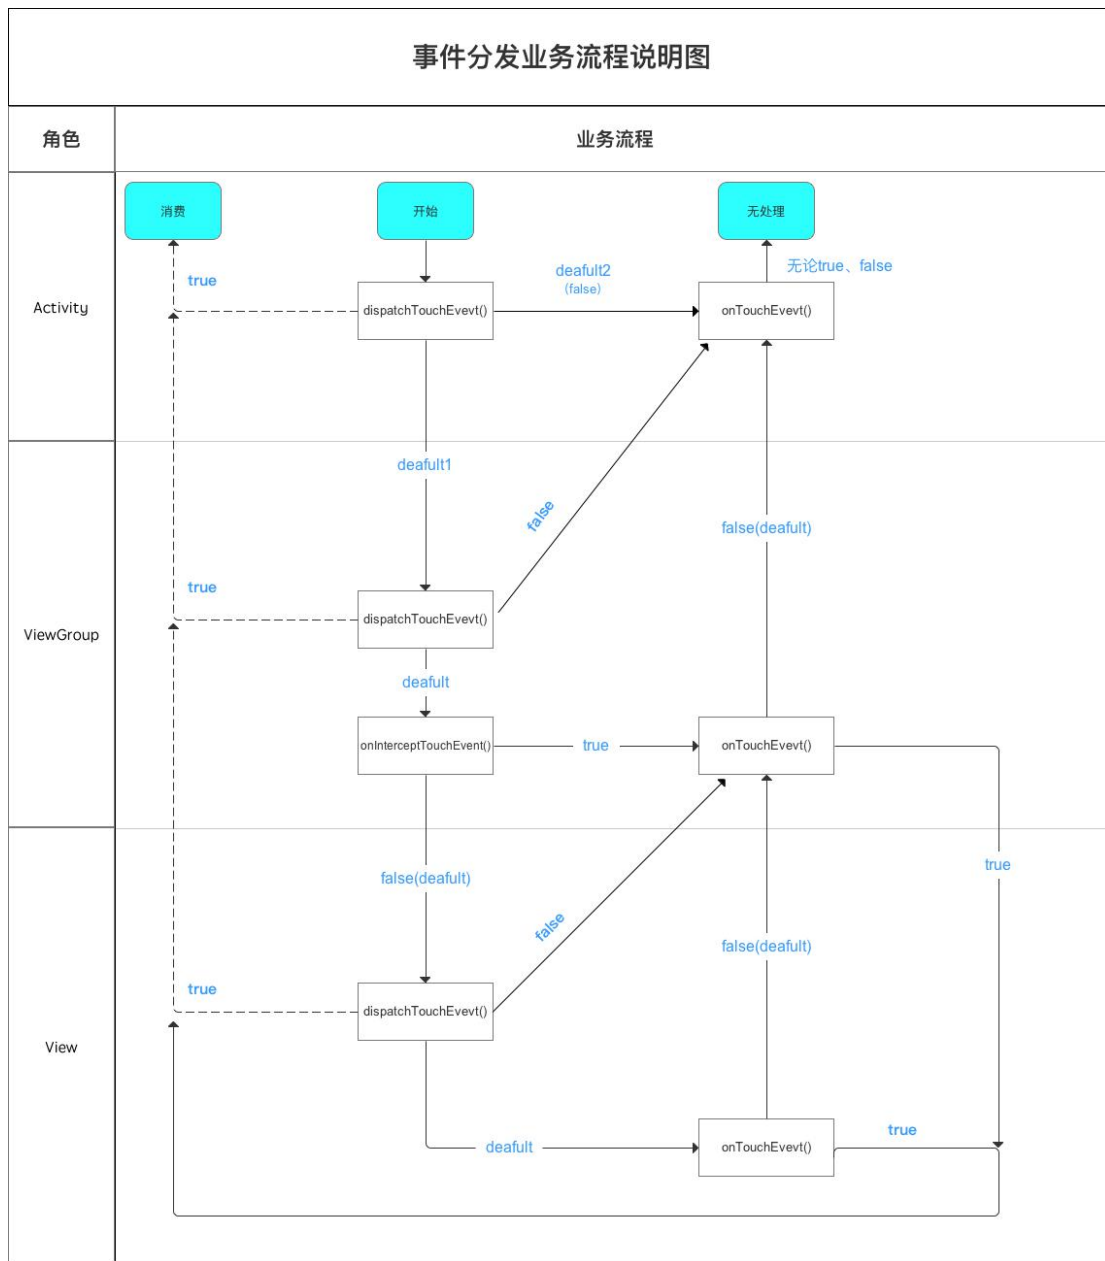 事件分发业务流程说明图
角色
业务流程
消费
开始
无处理
true
deafult2
(false)
无论true、false
Activity
dispatchTouchEvevt()
onTouchEvevt()
deafult1
false
false(deafult)
true
dispatchTouchEvevt()
ViewGroup
deafult
onInterceptTouchEvent()
true
onTouchEvevt()
true
false(deafult)
false
false(deafult)
true
dispatchTouchEvevt()
View
true
deafult
onTouchEvevt()